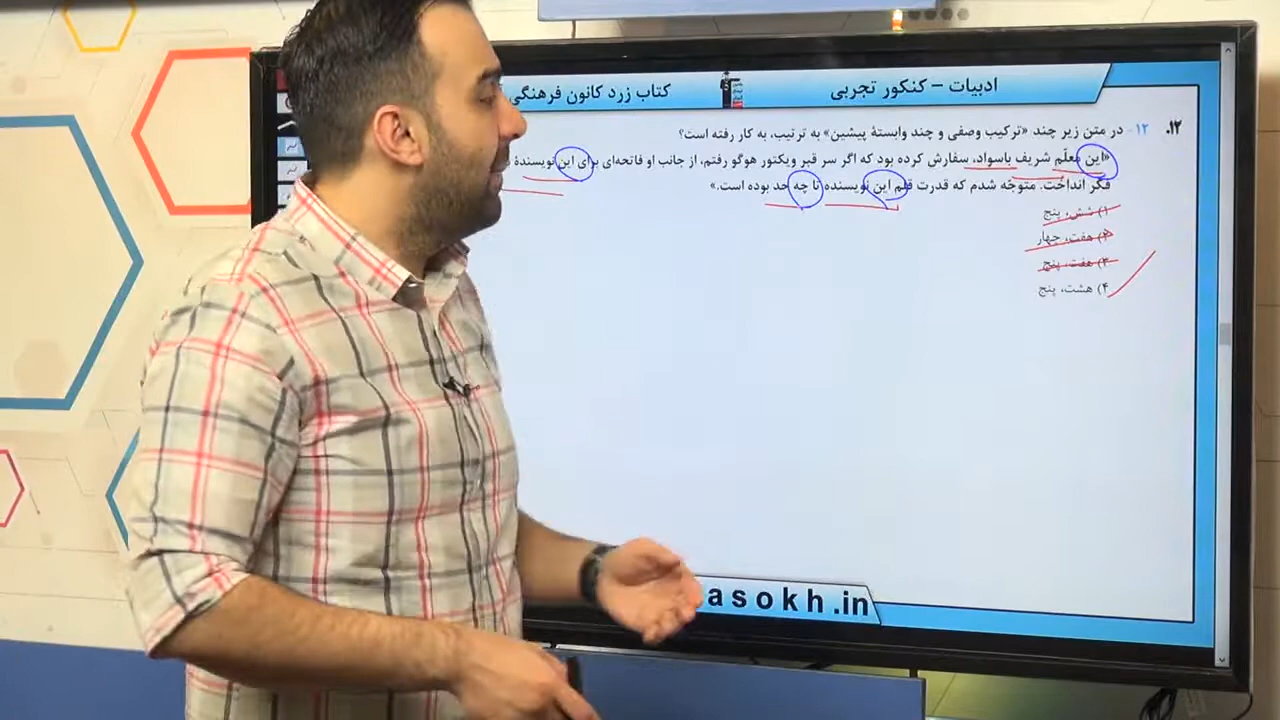 ادبیات – کنکور تجربی
کتاب زرد کانون فرهنگی
۱۲. ۱۲- در متن زیر چند «ترکیب وصفی و چند وابستهٔ پیشین» به ترتیب، به کار رفته است؟
«این معلّم شریف باسواد، سفارش کرده بود که اگر سر قبر ویکتور هوگو رفتم، از جانب او فاتحه‌ای برای این نویسندهٔ
فکر انداخت. متوجّه شدم که قدرت قلم این نویسنده تا چه حد بوده است.»
۱) شش، پنج
۲) هفت، چهار
۳) هفت، پنج
۴) هشت، پنج
asokh.in